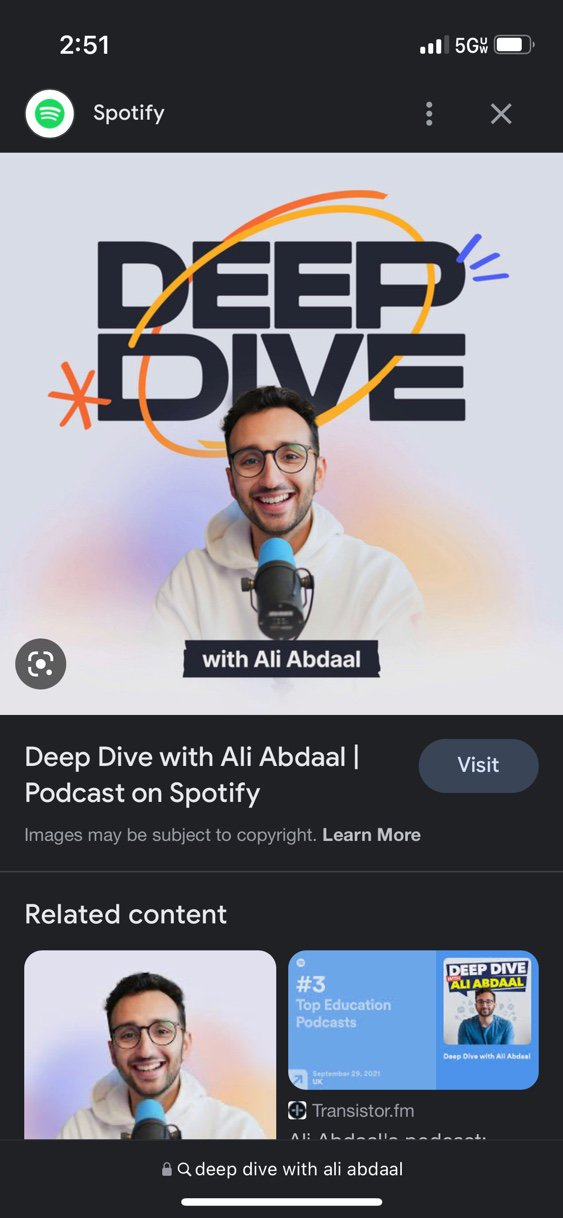 2:51
5G UW
Spotify
DEEP
DIVE
with Ali Abdaal
Deep Dive with Ali Abdaal |
Podcast on Spotify
Visit
Images may be subject to copyright. Learn More
Related content
#3
Top Education
Podcasts
September 29, 2021
UK
DEEP DIVE
WITH
ALI ABDAAL
Deep Dive with Ali Abdaal
Transistor.fm
Ali Abdaal's podcast:
deep dive with ali abdaal